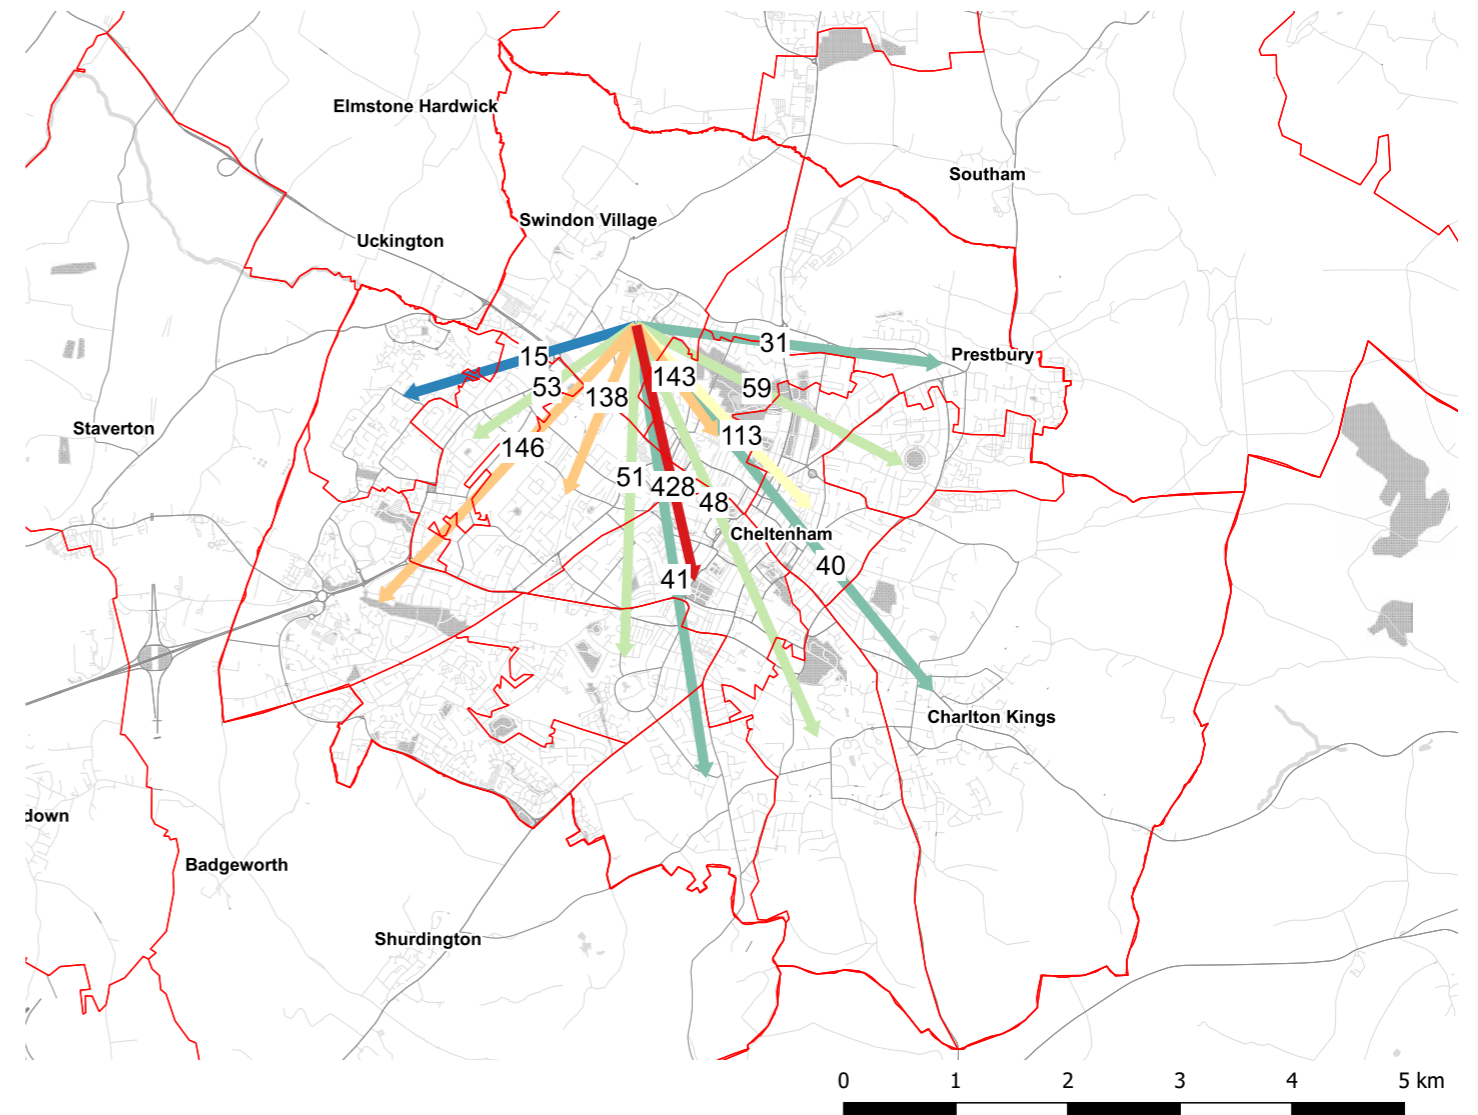 Elmstone Hardwick
Southam
Swindon Village
Uckington
31
Prestbury
15
143
53
59
138
Staverton
113
146
51
428
48
Cheltenham
40
41
Charlton Kings
down
Badgeworth
Shurdington
0 1 2 3 4 5 km